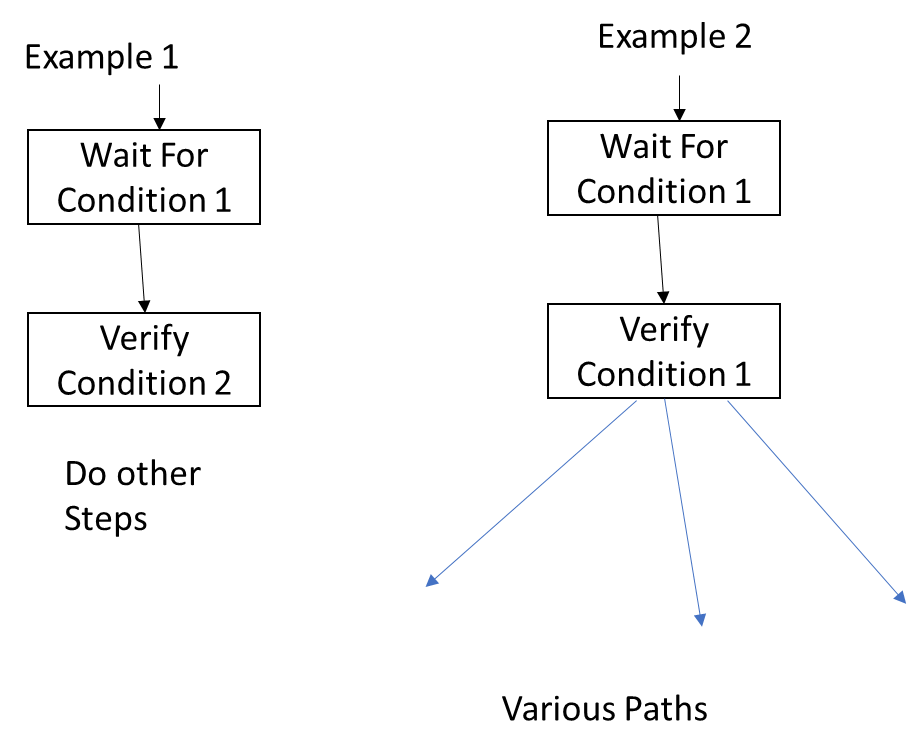 Example 1
Wait For
Condition 1
Verify
Condition 2
Do other
Steps
Example 2
Wait For
Condition 1
Verify
Condition 1
Various Paths